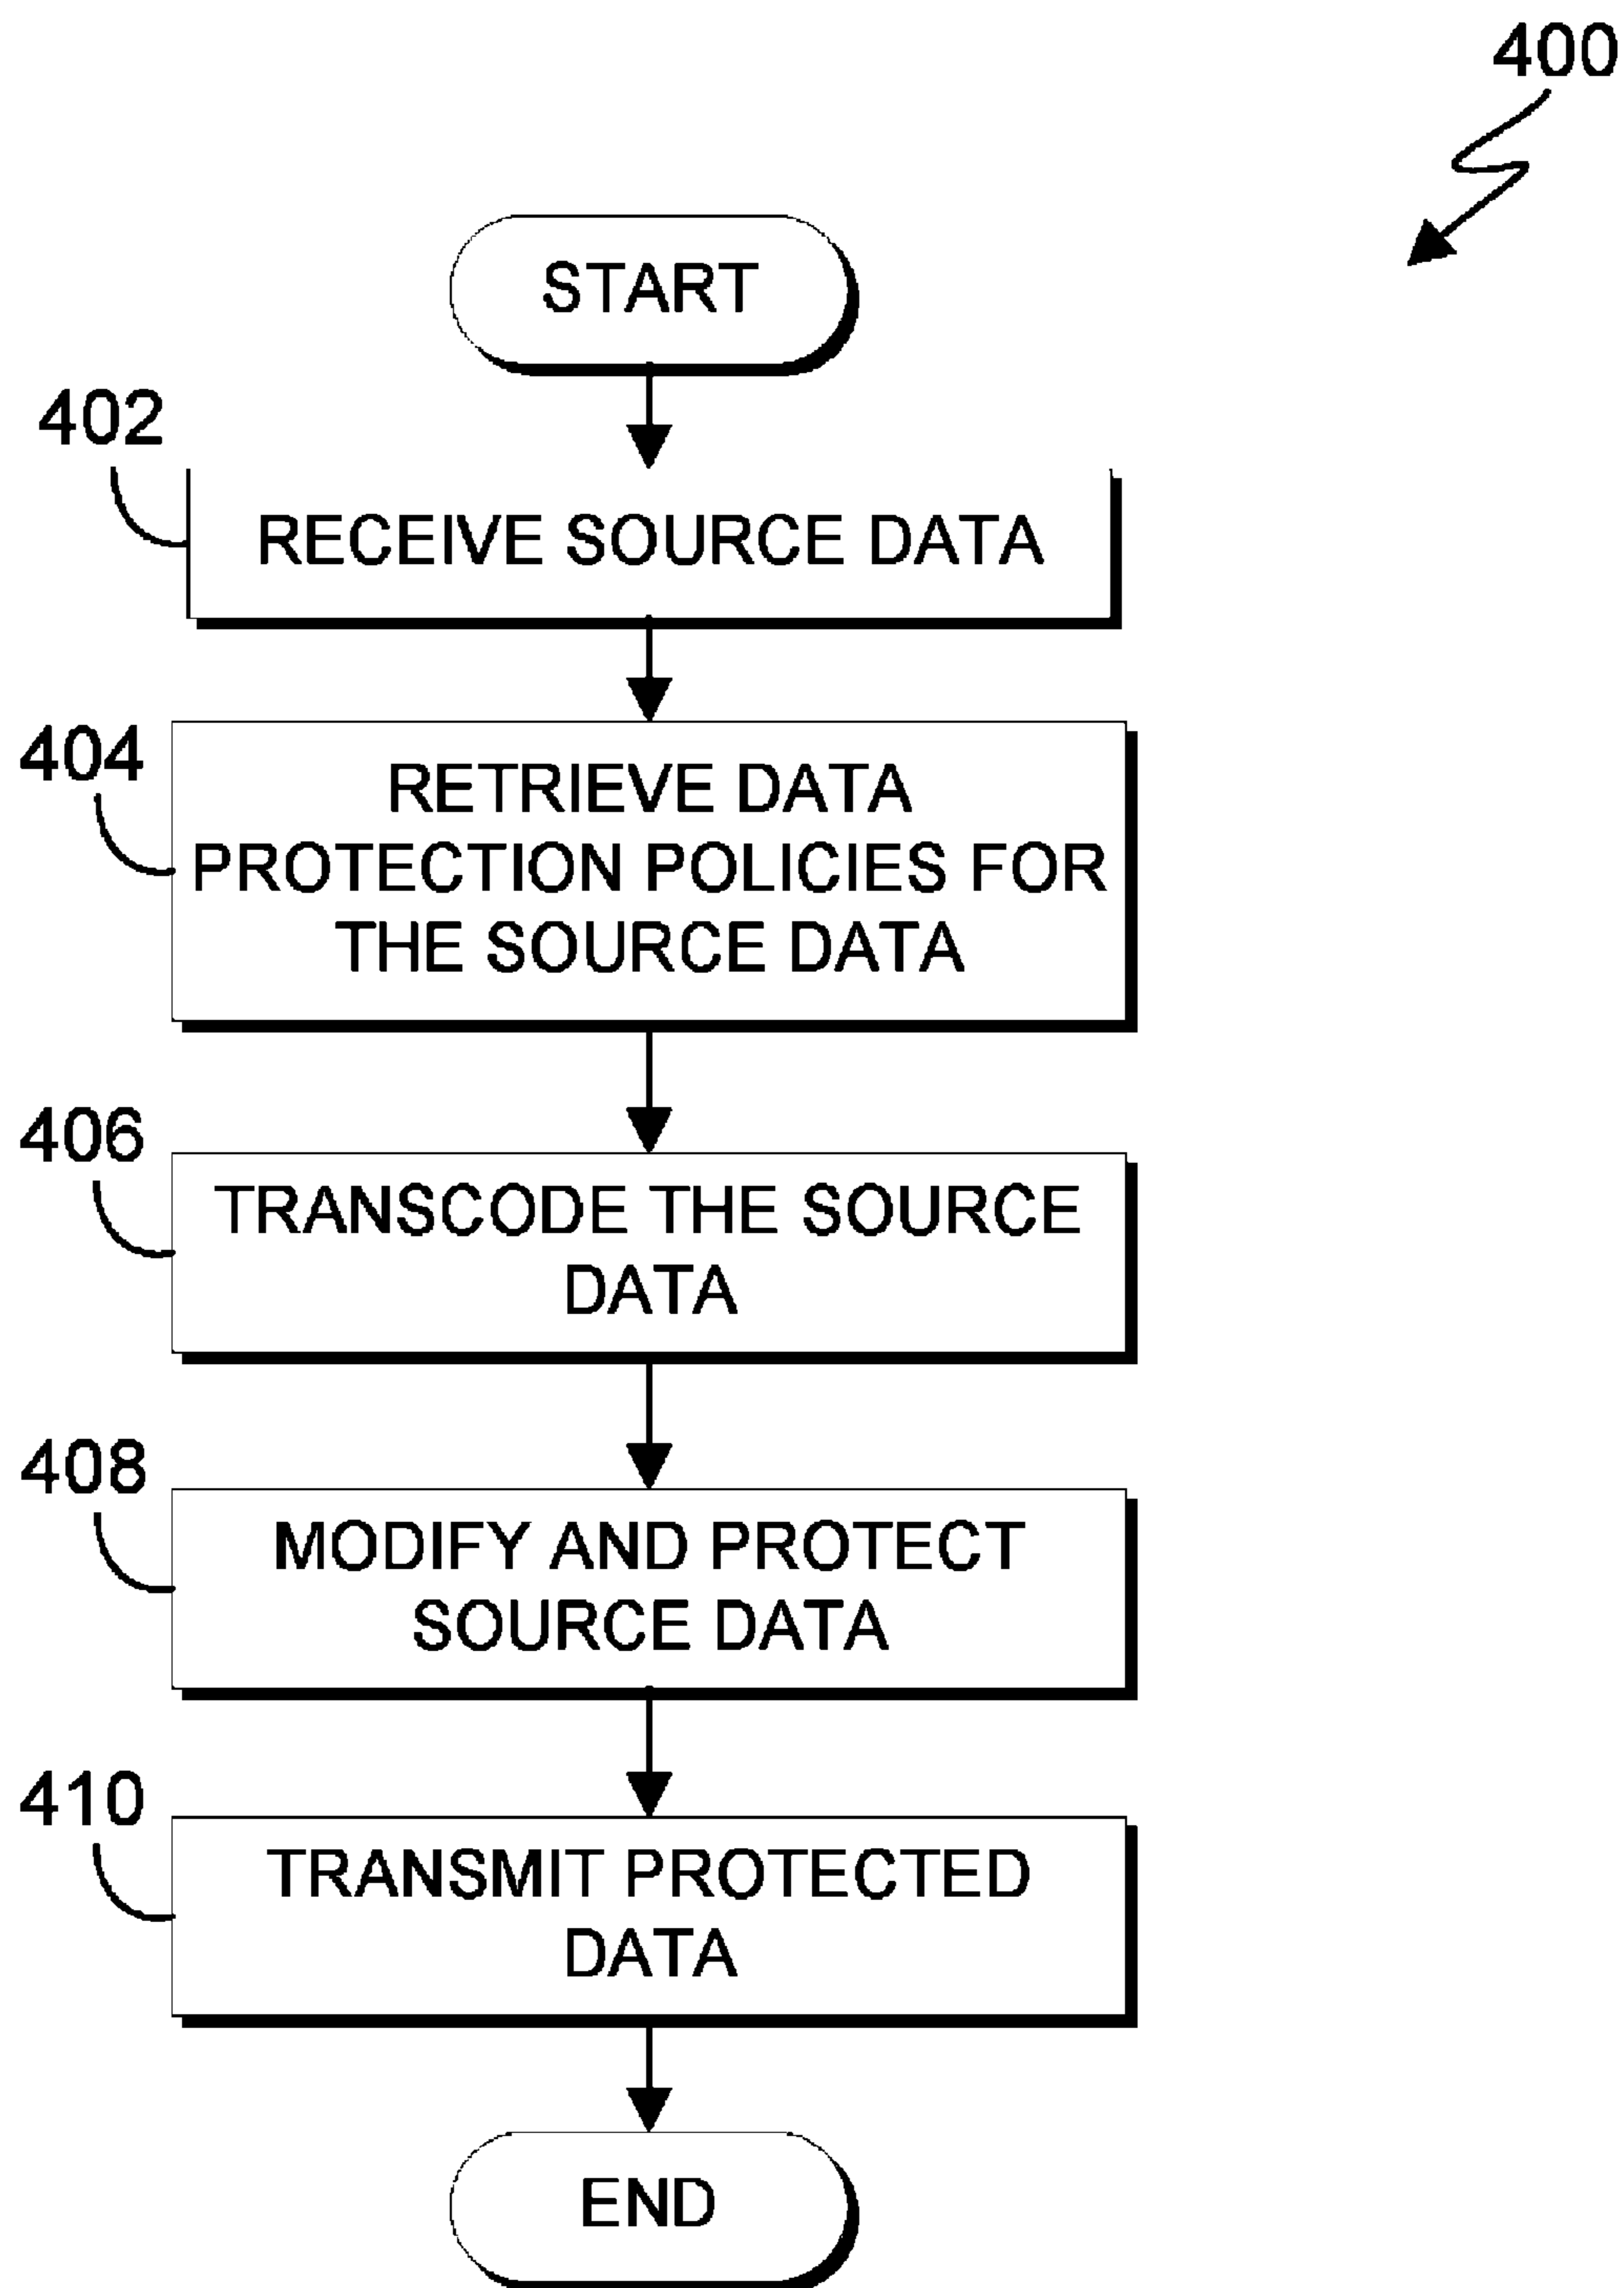 400
START
402
RECEIVE SOURCE DATA
404
RETRIEVE DATA
PROTECTION POLICIES FOR
THE SOURCE DATA
406
TRANSCODE THE SOURCE
DATA
408
MODIFY AND PROTECT
SOURCE DATA
410
TRANSMIT PROTECTED
DATA
END